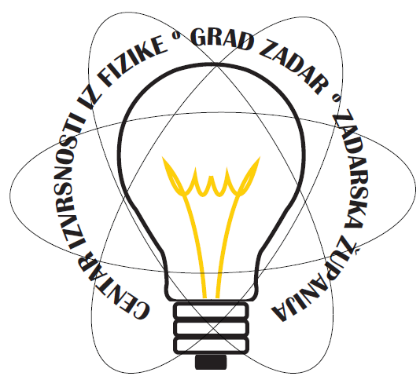 CENTAR IZVRSNOSTI IZ FIZIKE ° GRAD ZADAR ° ZADARSKA ŽUPANIJA